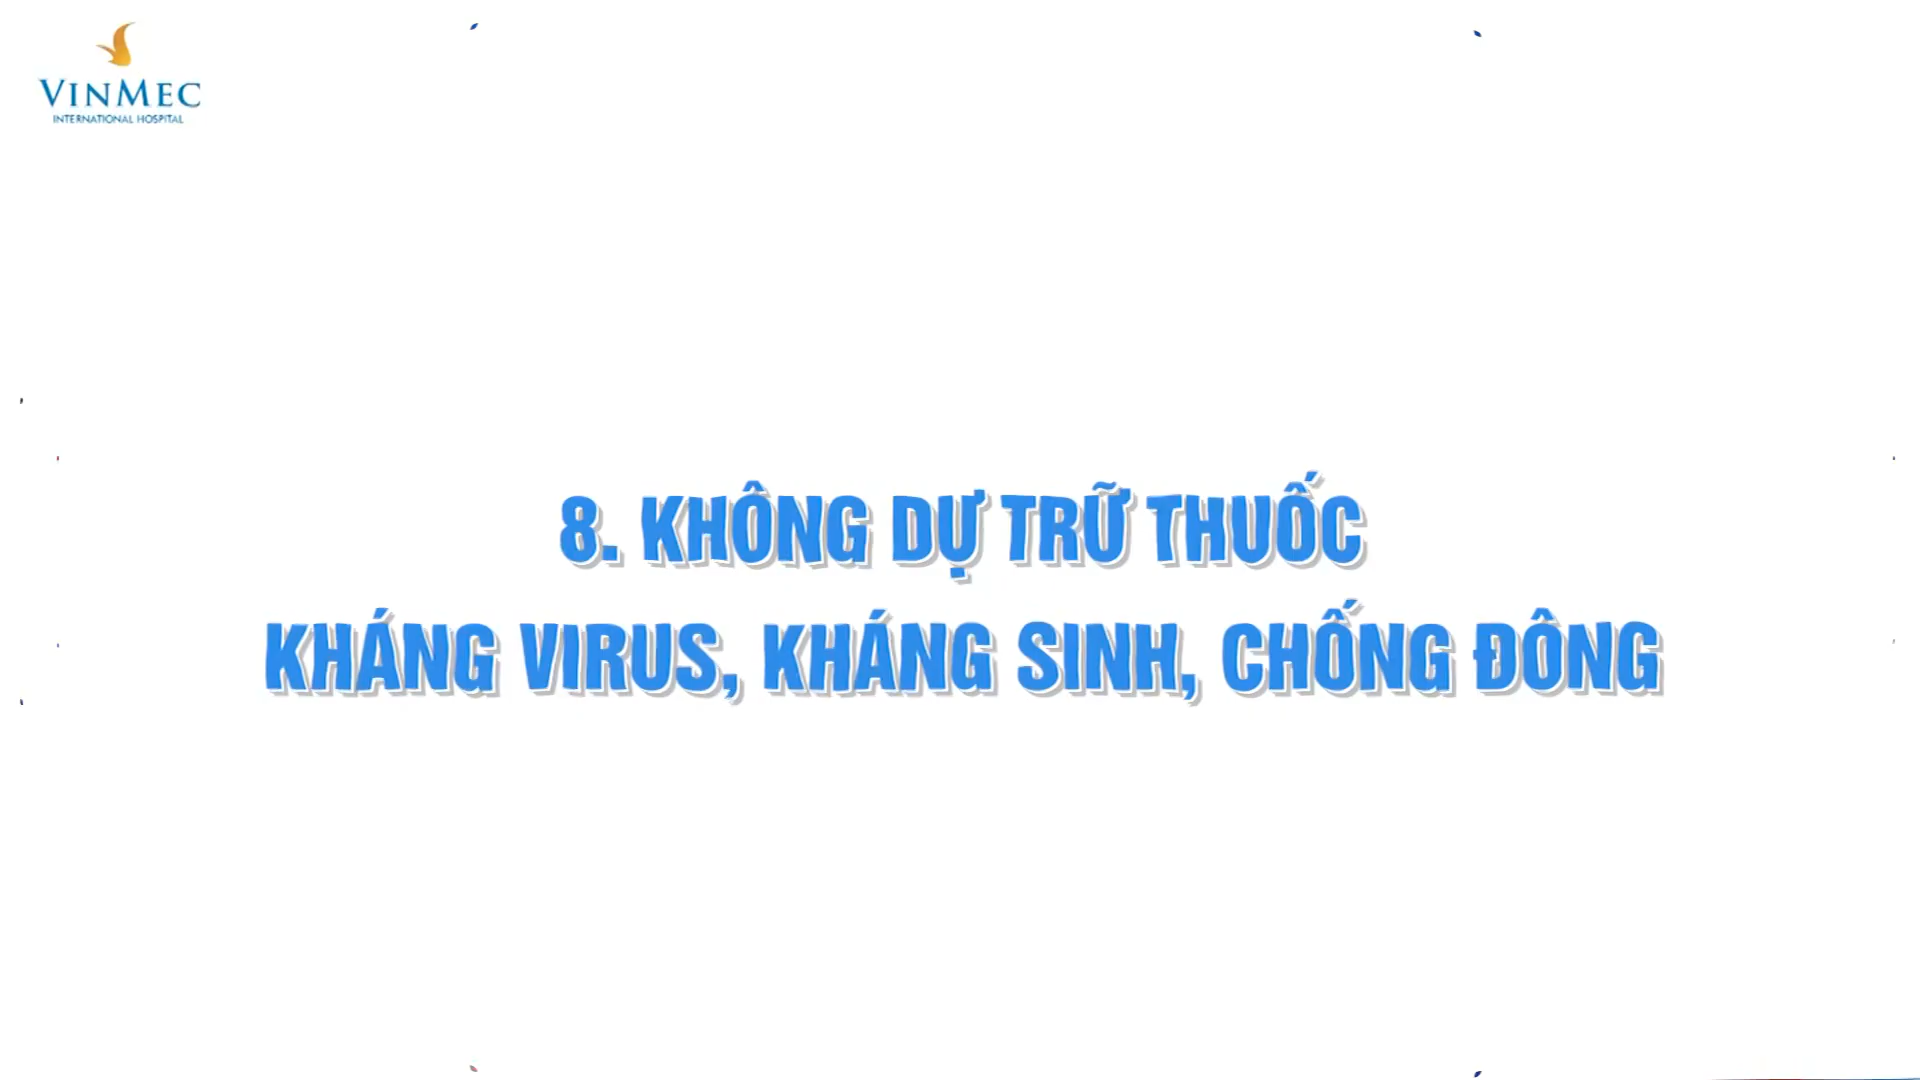 VINMEC
INTERNATIONAL HOSPITAL
8. KHÔNG DỰ TRỮ THUỐC
KHÁNG VIRUS, KHÁNG SINH, CHỐNG ĐÔNG